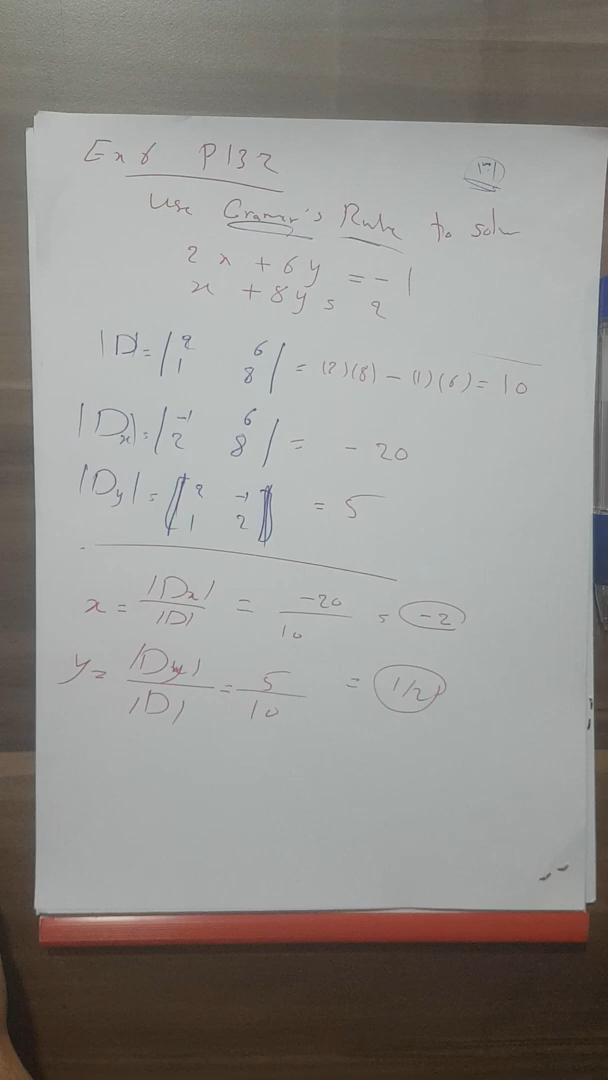 Ex 6 P132
Use Cramer's Rule to solve
2x + 6y = -1
x + 8y = 2
|D| = | 2 6 |
| 1 8 | = (2)(8) - (1)(6) = 10
|Dx| = | -1 6 |
| 2 8 | = -20
|Dy| = | 2 -1 |
| 1 2 | = 5
x = |Dx| / |D| = -20 / 10 = -2
y = |Dy| / |D| = 5 / 10 = 1/2